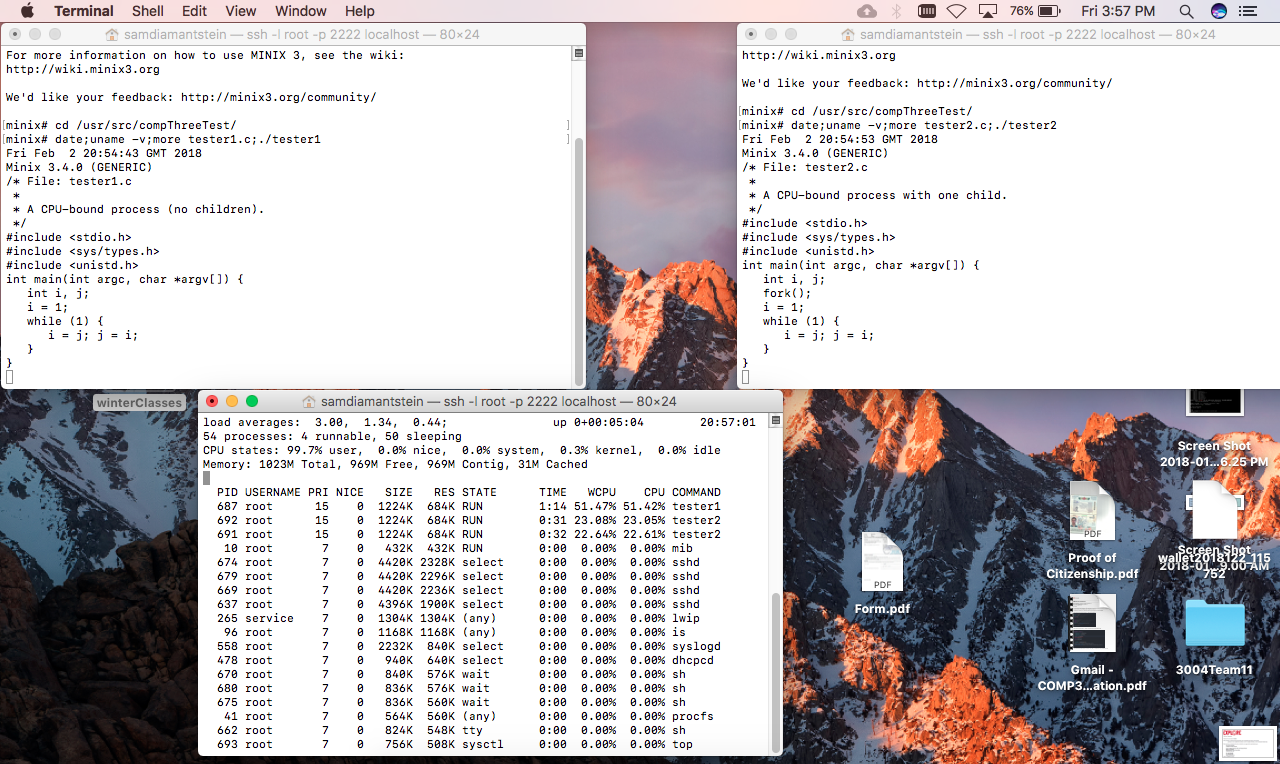 Terminal Shell Edit View Window Help 76% Fri 3:57 PM
samdiamantstein — ssh -l root -p 2222 localhost — 80×24
For more information on how to use MINIX 3, see the wiki:
http://wiki.minix3.org
We'd like your feedback: http://minix3.org/community/
[minix# cd /usr/src/compThreeTest/ ]
[minix# date;uname -v;more tester1.c;./tester1 ]
Fri Feb  2 20:54:43 GMT 2018
Minix 3.4.0 (GENERIC)
/* File: tester1.c
 *
 * A CPU-bound process (no children).
 */
#include <stdio.h>
#include <sys/types.h>
#include <unistd.h>
int main(int argc, char *argv[]) {
   int i, j;
   i = 1;
   while (1) {
      i = j; j = i;
   }
}
samdiamantstein — ssh -l root -p 2222 localhost — 80×24
http://wiki.minix3.org
We'd like your feedback: http://minix3.org/community/
[minix# cd /usr/src/compThreeTest/
[minix# date;uname -v;more tester2.c;./tester2
Fri Feb  2 20:54:53 GMT 2018
Minix 3.4.0 (GENERIC)
/* File: tester2.c
 *
 * A CPU-bound process with one child.
 */
#include <stdio.h>
#include <sys/types.h>
#include <unistd.h>
int main(int argc, char *argv[]) {
   int i, j;
   fork();
   i = 1;
   while (1) {
      i = j; j = i;
   }
}
winterClasses
samdiamantstein — ssh -l root -p 2222 localhost — 80×24
load averages:  3.00,  1.34,  0.44;               up 0+00:05:04        20:57:01
54 processes: 4 runnable, 50 sleeping
CPU states: 99.7% user,  0.0% nice,  0.0% system,  0.3% kernel,  0.0% idle
Memory: 1023M Total, 969M Free, 969M Contig, 31M Cached
  PID USERNAME PRI NICE   SIZE   RES STATE      TIME   WCPU    CPU COMMAND
  687 root      15    0  1224K  684K RUN        1:14 51.47% 51.42% tester1
  692 root      15    0  1224K  684K RUN        0:31 23.08% 23.05% tester2
  691 root      15    0  1224K  684K RUN        0:32 22.64% 22.61% tester2
   10 root       7    0   432K  432K RUN        0:00  0.00%  0.00% mib
  674 root       7    0  4420K 2328K select     0:00  0.00%  0.00% sshd
  679 root       7    0  4420K 2296K select     0:00  0.00%  0.00% sshd
  669 root       7    0  4420K 2236K select     0:00  0.00%  0.00% sshd
  637 root       7    0  4396K 1900K select     0:00  0.00%  0.00% sshd
  265 service    7    0  1304K 1304K (any)      0:00  0.00%  0.00% lwip
   96 root       7    0  1168K 1168K (any)      0:00  0.00%  0.00% is
  558 root       7    0  2232K  840K select     0:00  0.00%  0.00% syslogd
  478 root       7    0   940K  640K select     0:00  0.00%  0.00% dhcpcd
  670 root       7    0   840K  576K wait       0:00  0.00%  0.00% sh
  680 root       7    0   836K  576K wait       0:00  0.00%  0.00% sh
  675 root       7    0   836K  560K wait       0:00  0.00%  0.00% sh
   41 root       7    0   564K  560K (any)      0:00  0.00%  0.00% procfs
  662 root       7    0   824K  548K tty        0:00  0.00%  0.00% sh
  693 root       7    0   756K  508K sysctl     0:00  0.00%  0.00% top
Screen Shot
2018-01...6.25 PM
PDF
Proof of
Citizenship.pdf
Screen Shot
2018-01...9.00 AM
wallet2018122_115
752
PDF
Form.pdf
Gmail -
COMP3...ation.pdf
3004Team11